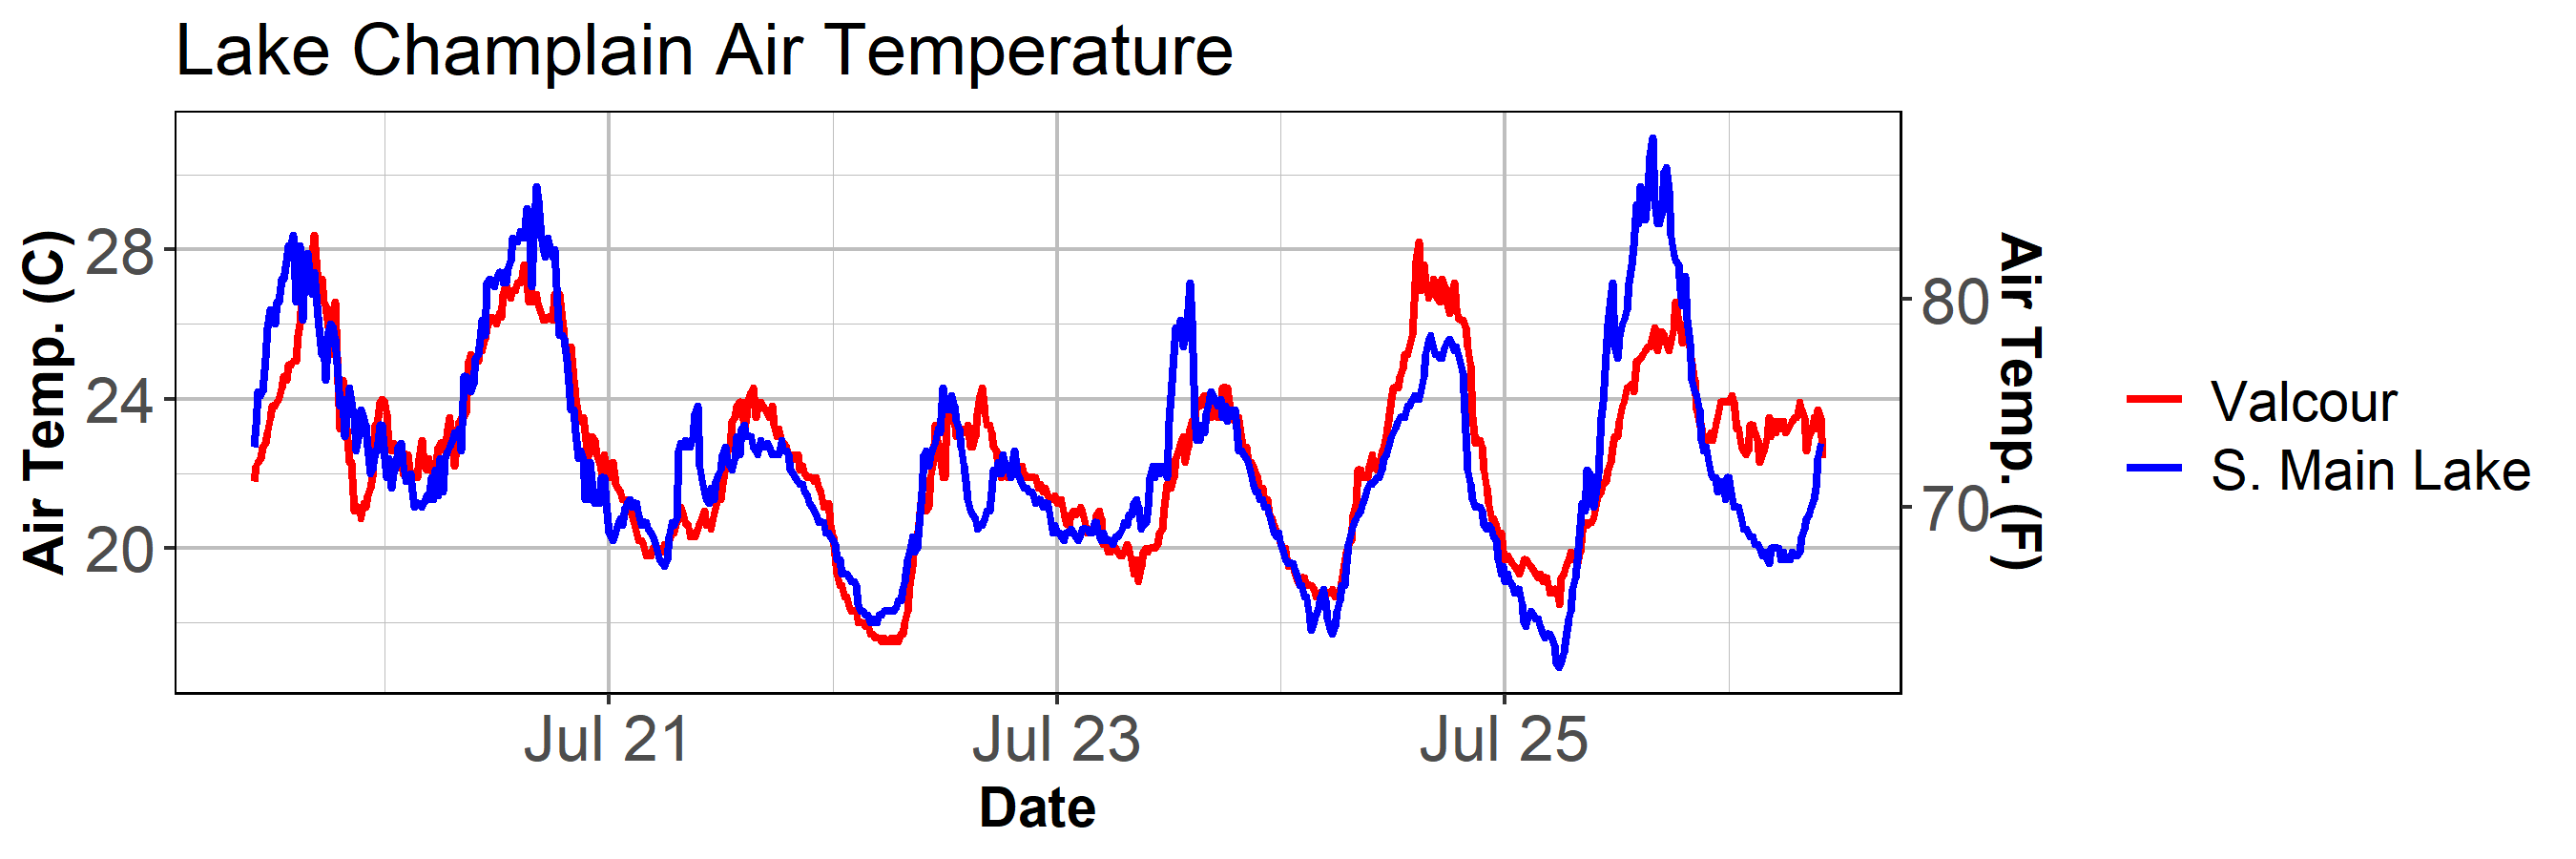 Lake Champlain Air Temperature
Air Temp. (C)
28
24
20
80
70
Air Temp. (F)
Valcour
S. Main Lake
Jul 21
Jul 23
Jul 25
Date